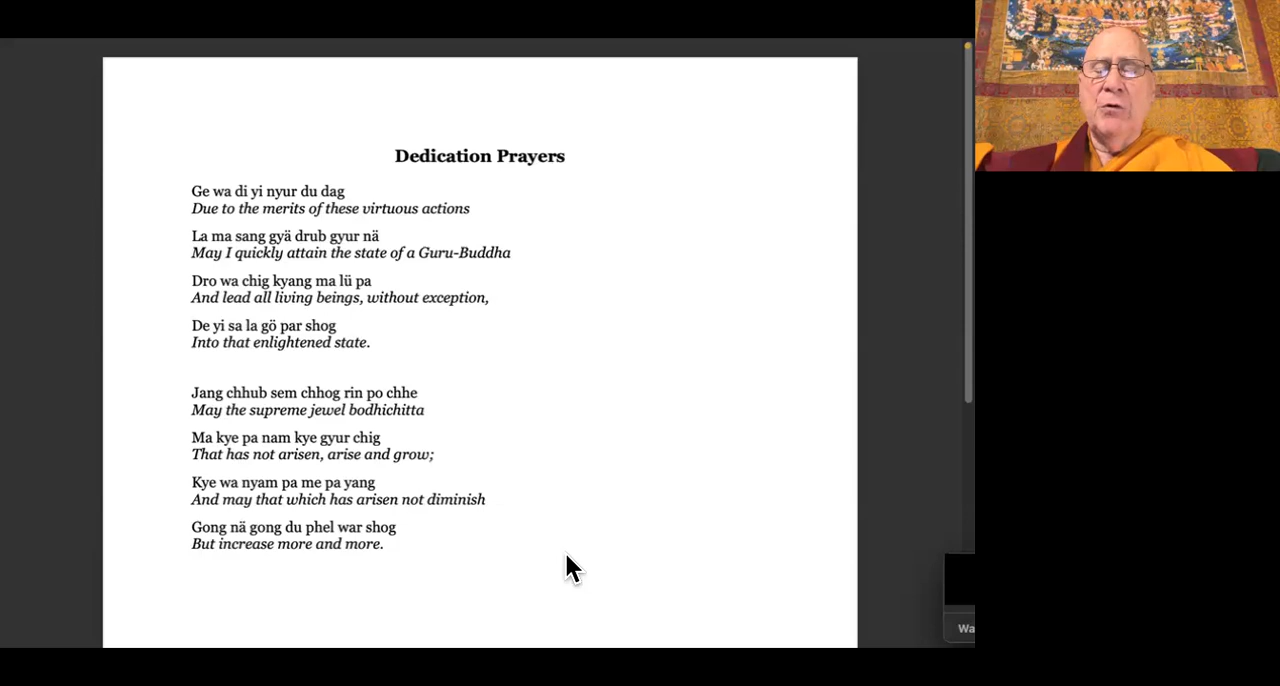 Dedication Prayers
Ge wa di yi nyur du dag
Due to the merits of these virtuous actions
La ma sang gyä drub gyur nä
May I quickly attain the state of a Guru-Buddha
Dro wa chig kyang ma lü pa
And lead all living beings, without exception,
De yi sa la gö par shog
Into that enlightened state.
Jang chhub sem chhog rin po chhe
May the supreme jewel bodhichitta
Ma kye pa nam kye gyur chig
That has not arisen, arise and grow;
Kye wa nyam pa me pa yang
And may that which has arisen not diminish
Gong nä gong du phel war shog
But increase more and more.
Wa